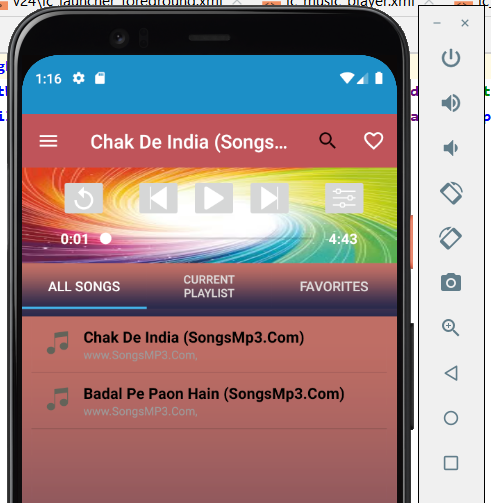 v24\ic_launcher_foreground.xml
ic_music_player.xml
1:16
Chak De India (Songs...
0:01
4:43
ALL SONGS
CURRENT
PLAYLIST
FAVORITES
Chak De India (SongsMp3.Com)
www.SongsMP3.Com,
Badal Pe Paon Hain (SongsMp3.Com)
www.SongsMP3.Com,